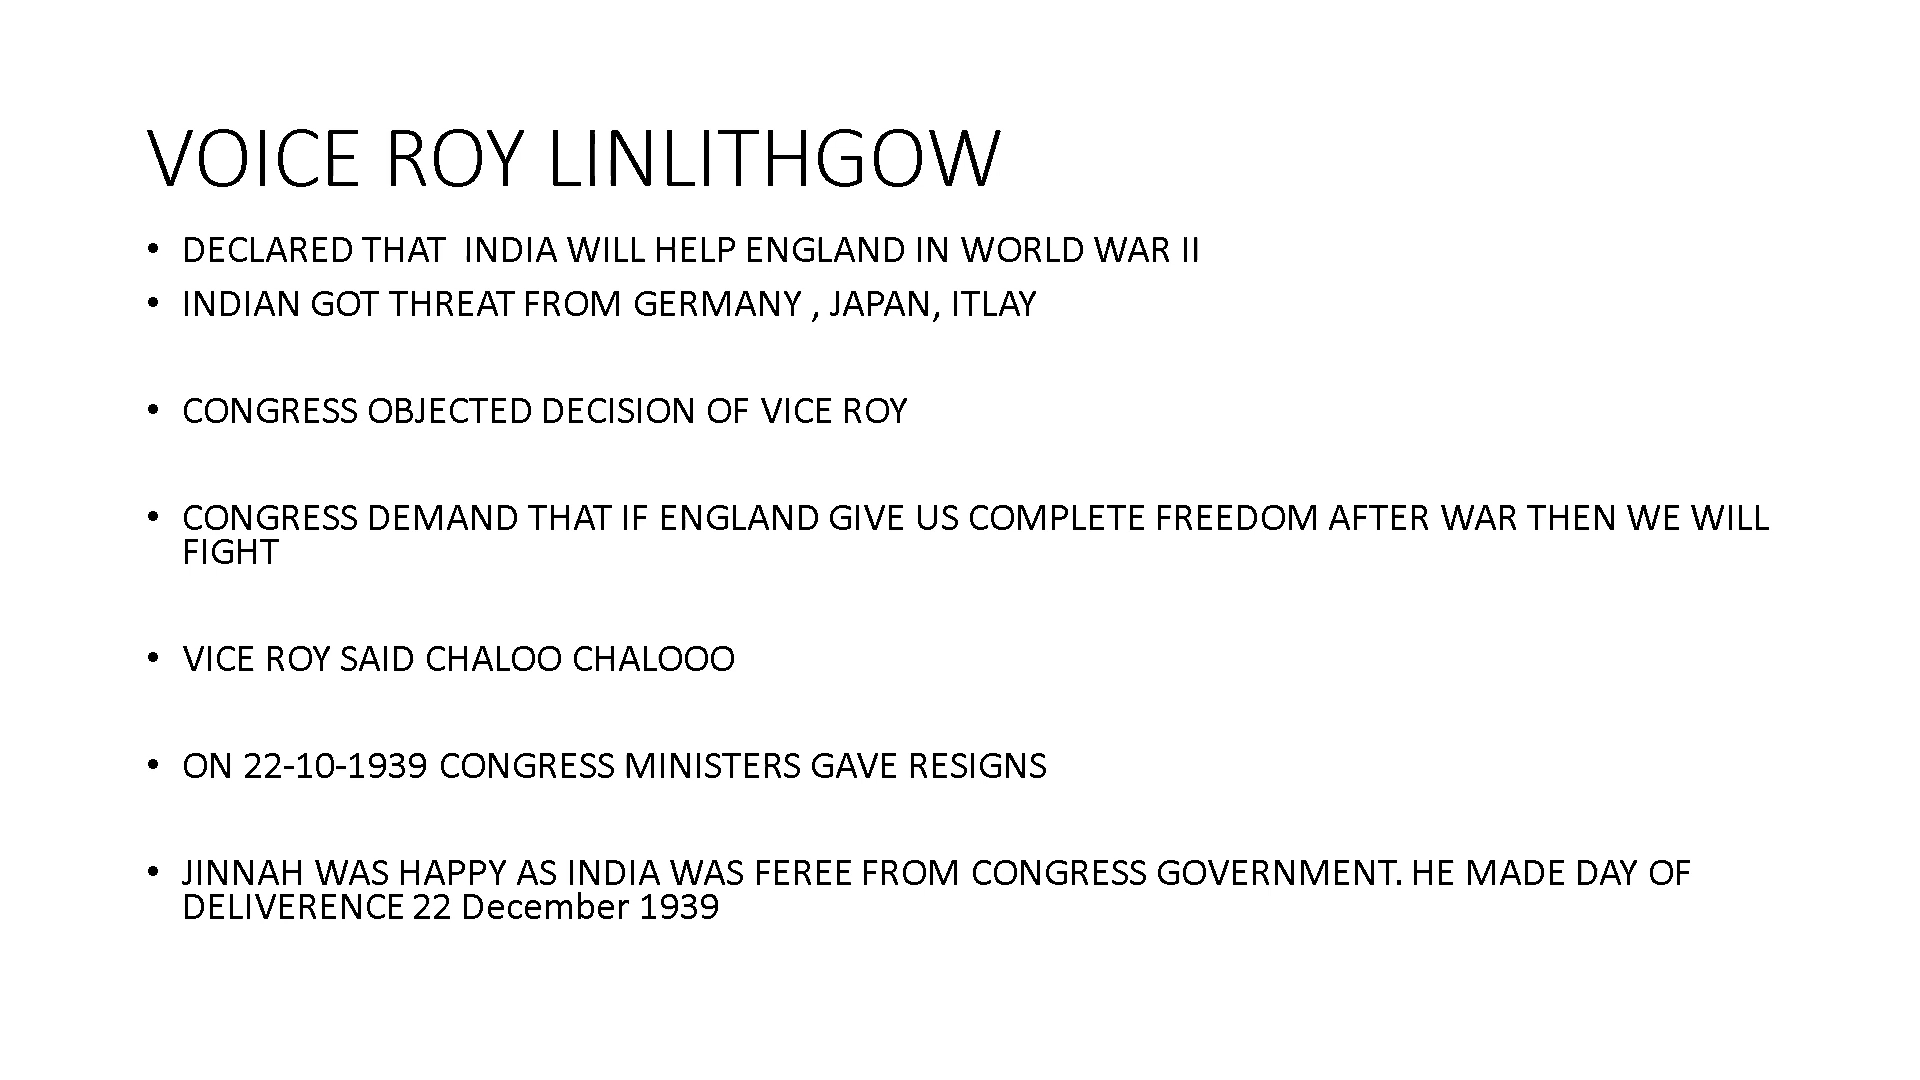 VOICE ROY LINLITHGOW
• DECLARED THAT  INDIA WILL HELP ENGLAND IN WORLD WAR II
• INDIAN GOT THREAT FROM GERMANY , JAPAN, ITLAY
• CONGRESS OBJECTED DECISION OF VICE ROY
• CONGRESS DEMAND THAT IF ENGLAND GIVE US COMPLETE FREEDOM AFTER WAR THEN WE WILL
FIGHT
• VICE ROY SAID CHALOO CHALOOO
• ON 22-10-1939 CONGRESS MINISTERS GAVE RESIGNS
• JINNAH WAS HAPPY AS INDIA WAS FEREE FROM CONGRESS GOVERNMENT. HE MADE DAY OF
DELIVERENCE 22 December 1939